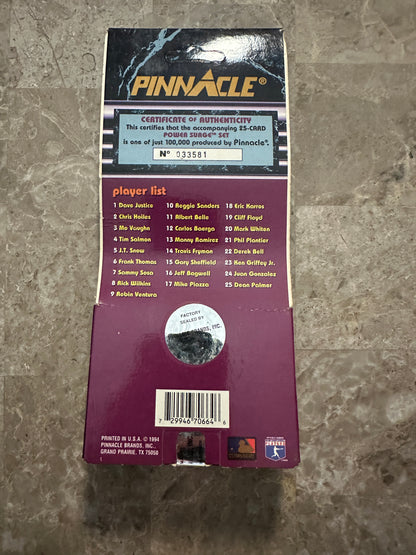 PINNACLE®
CERTIFICATE OF AUTHENTICITY
This certifies that the accompanying 25-CARD
POWER SURGE™ SET
is one of just 100,000 produced by Pinnacle®.
Nº 033581
player list
1 Dave Justice
2 Chris Hoiles
3 Mo Vaughn
4 Tim Salmon
5 J.T. Snow
6 Frank Thomas
7 Sammy Sosa
8 Rick Wilkins
9 Robin Ventura
10 Reggie Sanders
11 Albert Belle
12 Carlos Baerga
13 Manny Ramirez
14 Travis Fryman
15 Gary Sheffield
16 Jeff Bagwell
17 Mike Piazza
18 Eric Karros
19 Cliff Floyd
20 Mark Whiten
21 Phil Plantier
22 Derek Bell
23 Ken Griffey Jr.
24 Juan Gonzalez
25 Dean Palmer
FACTORY
SEALED BY
BRANDS, INC.
7 29946 70664 6
PRINTED IN U.S.A. © 1994
PINNACLE BRANDS, INC.,
GRAND PRAIRIE, TX 75050